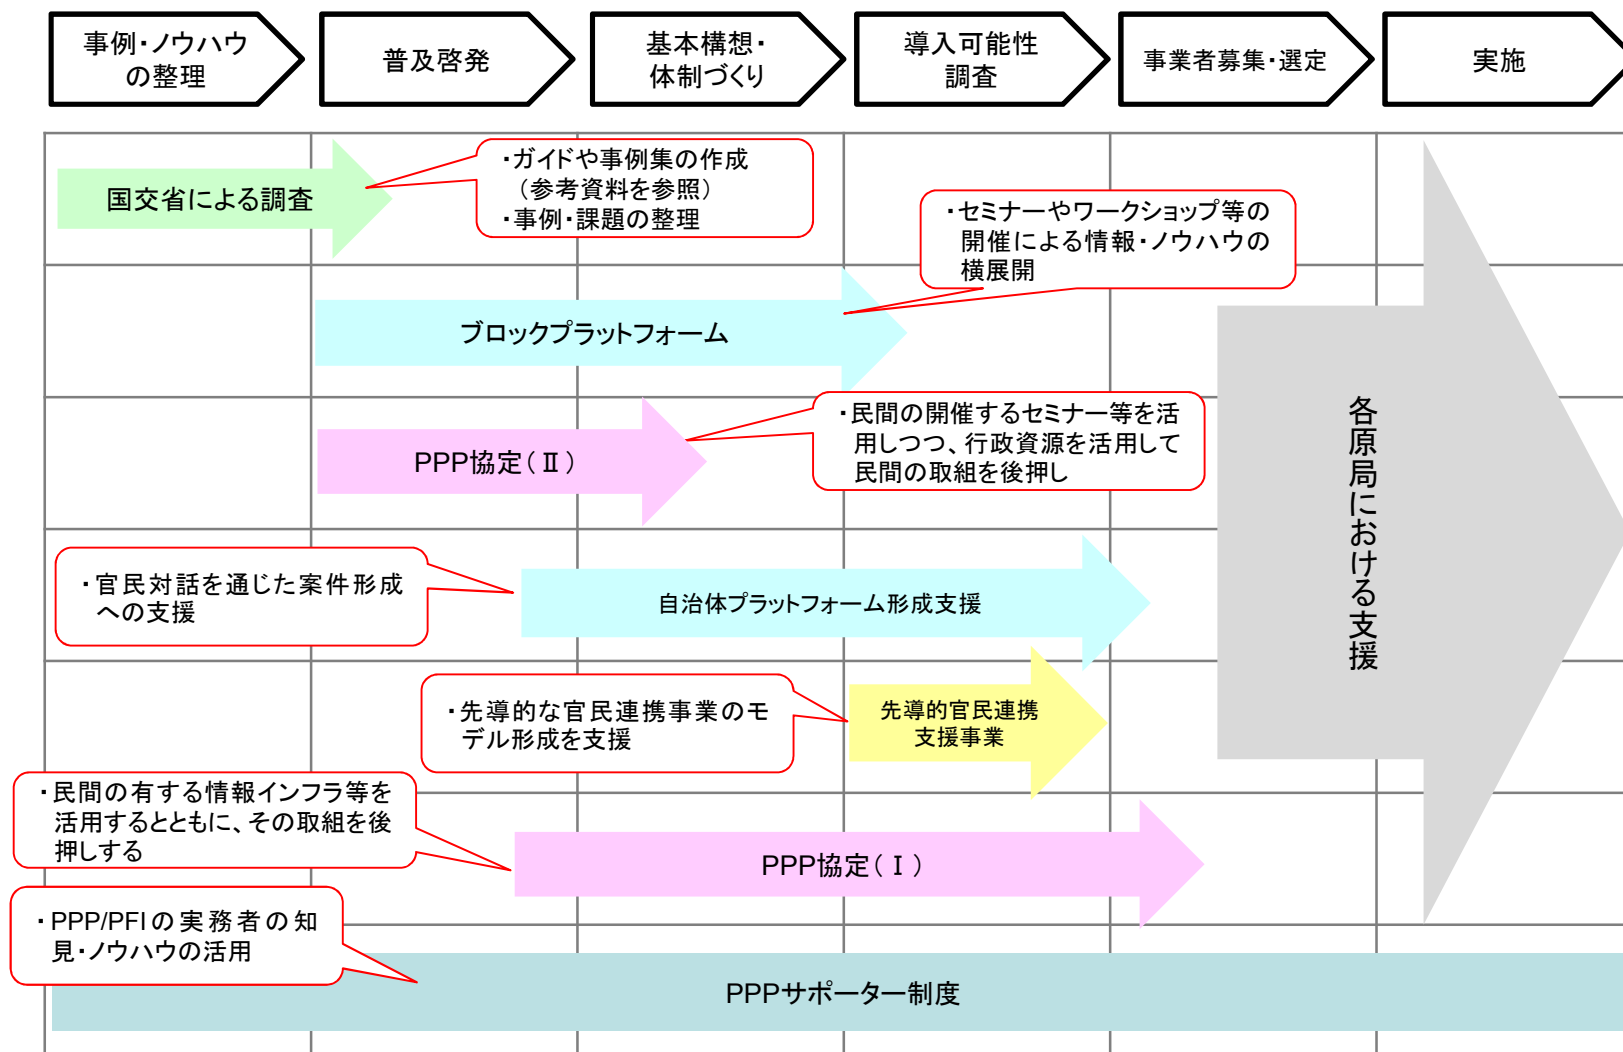 事例・ノウハウ
の整理
普及啓発
基本構想・
体制づくり
導入可能性
調査
事業者募集・選定
実施
国交省による調査
・ガイドや事例集の作成
（参考資料を参照）
・事例・課題の整理
・セミナーやワークショップ等の
開催による情報・ノウハウの
横展開
ブロックプラットフォーム
PPP協定（Ⅱ）
・民間の開催するセミナー等を活
用しつつ、行政資源を活用して
民間の取組を後押し
各原局における支援
・官民対話を通じた案件形成
への支援
自治体プラットフォーム形成支援
・先導的な官民連携事業のモ
デル形成を支援
先導的官民連携
支援事業
・民間の有する情報インフラ等を
活用するとともに、その取組を後
押しする
PPP協定（Ⅰ）
・PPP/PFIの実務者の知
見・ノウハウの活用
PPPサポーター制度